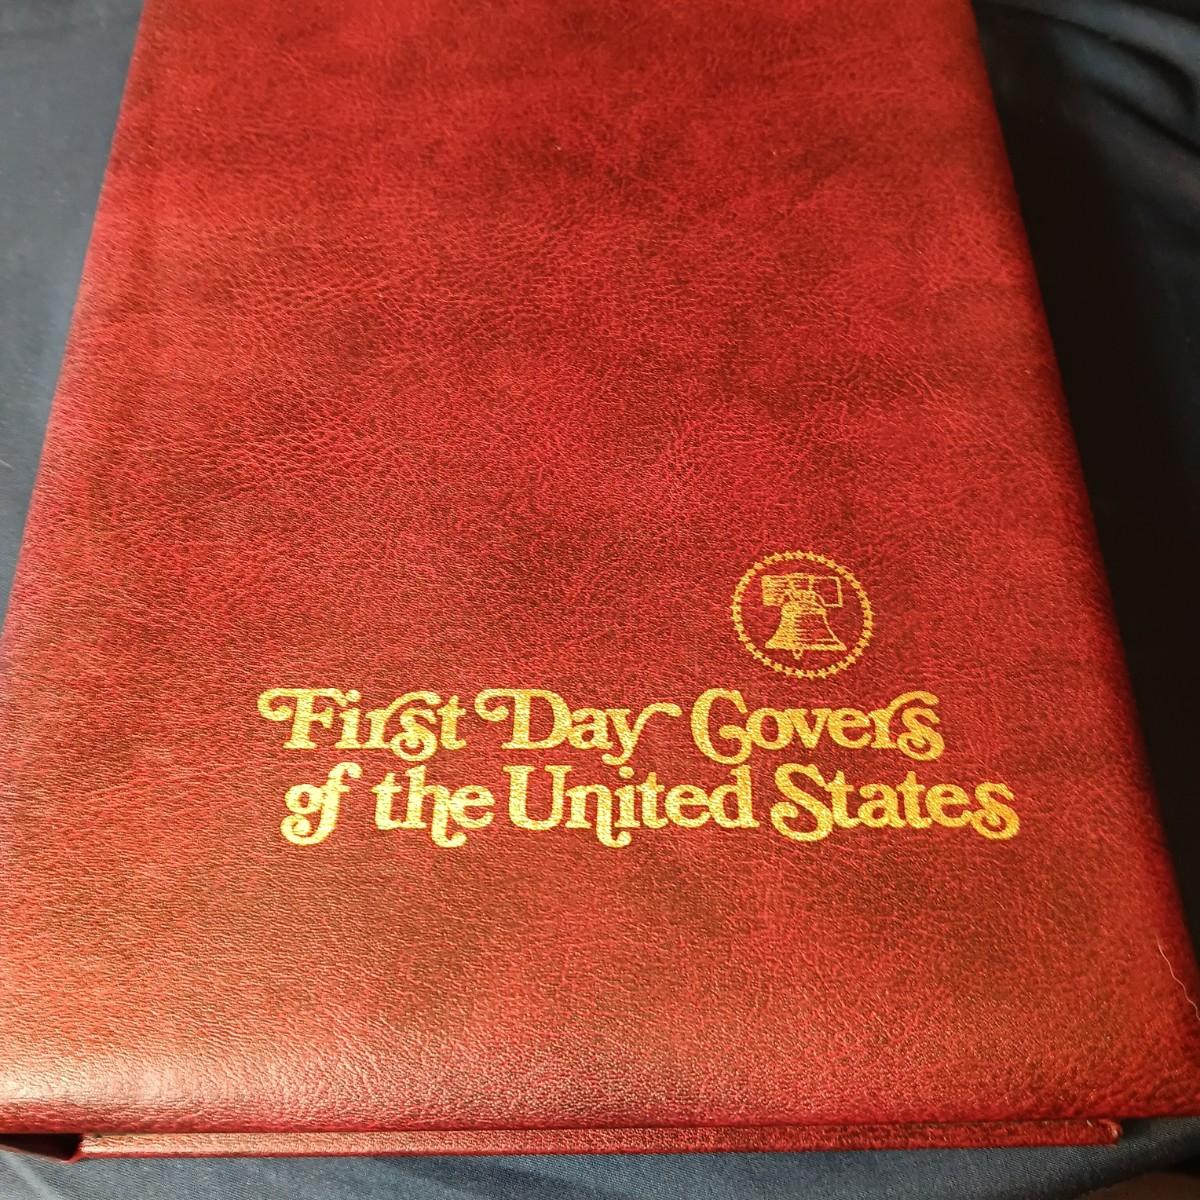 First Day Covers
of the United States